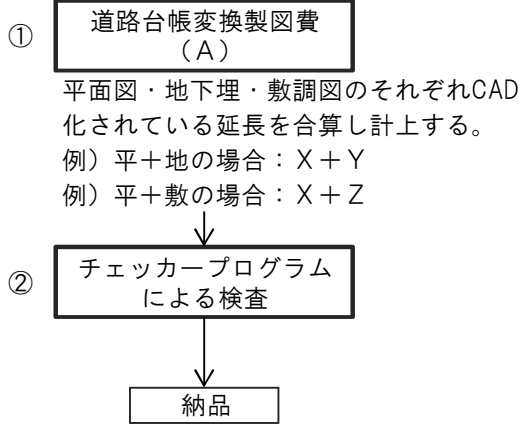 ① 道路台帳変換製図費
（Ａ）
平面図・地下埋・敷調図のそれぞれCAD
化されている延長を合算し計上する。
例）平＋地の場合：Ｘ＋Ｙ
例）平＋敷の場合：Ｘ＋Ｚ
② チェッカープログラム
による検査
納品